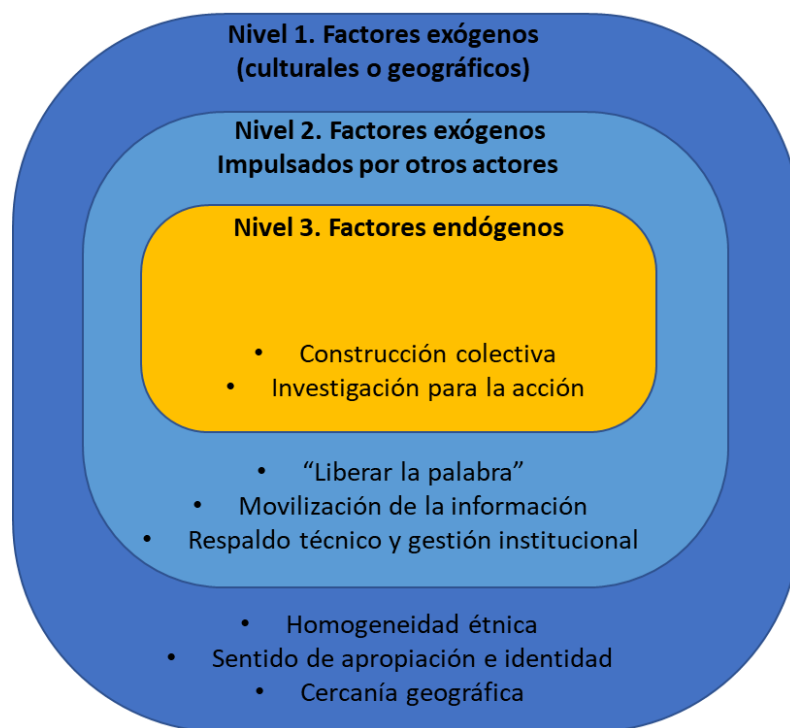 Nivel 1. Factores exógenos
(culturales o geográficos)
Nivel 2. Factores exógenos
Impulsados por otros actores
Nivel 3. Factores endógenos
• Construcción colectiva
• Investigación para la acción
• “Liberar la palabra”
• Movilización de la información
• Respaldo técnico y gestión institucional
• Homogeneidad étnica
• Sentido de apropiación e identidad
• Cercanía geográfica